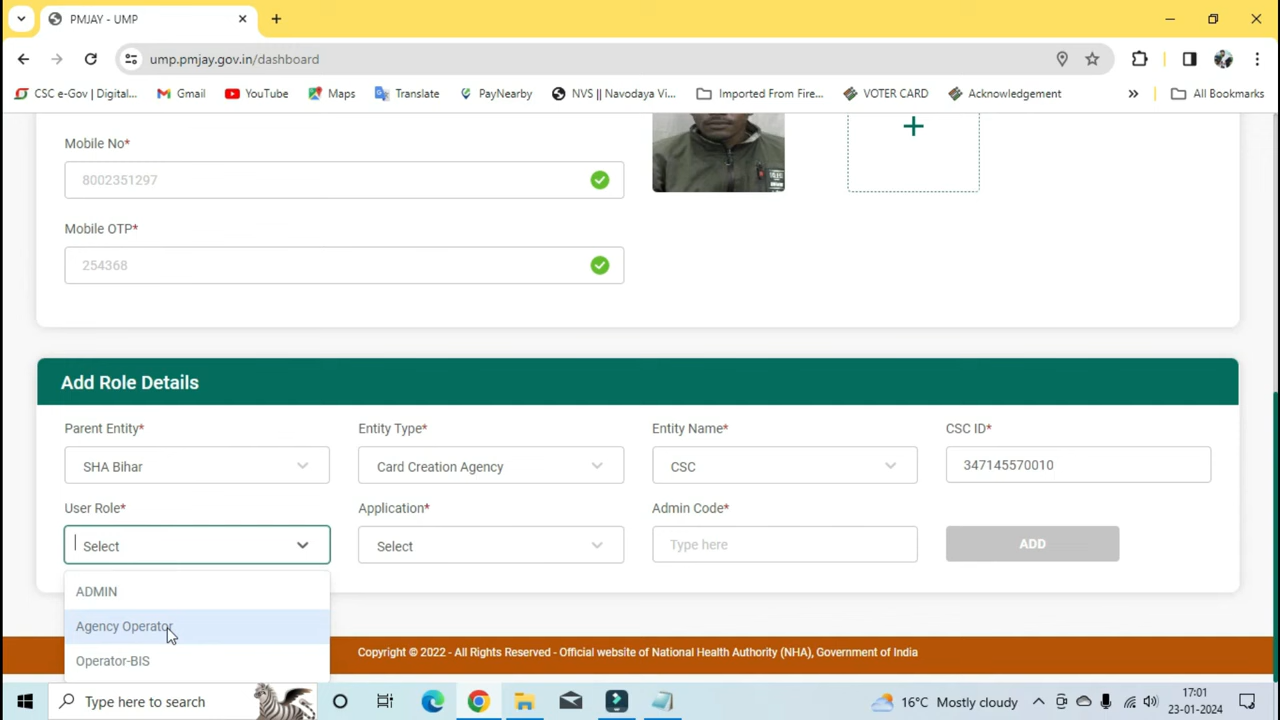 PMJAY - UMP
ump.pmjay.gov.in/dashboard
CSC e-Gov | Digital...
Gmail
YouTube
Maps
Translate
PayNearby
NVS || Navodaya Vi...
Imported From Fire...
VOTER CARD
Acknowledgement
»
All Bookmarks
Mobile No*
8002351297
Mobile OTP*
254368
Add Role Details
Parent Entity*
Entity Type*
Entity Name*
CSC ID*
SHA Bihar
Card Creation Agency
CSC
347145570010
User Role*
Application*
Admin Code*
Select
Select
Type here
ADD
ADMIN
Agency Operator
Operator-BIS
Copyright © 2022 - All Rights Reserved - Official website of National Health Authority (NHA), Government of India
Type here to search
16°C Mostly cloudy
17:01
23-01-2024